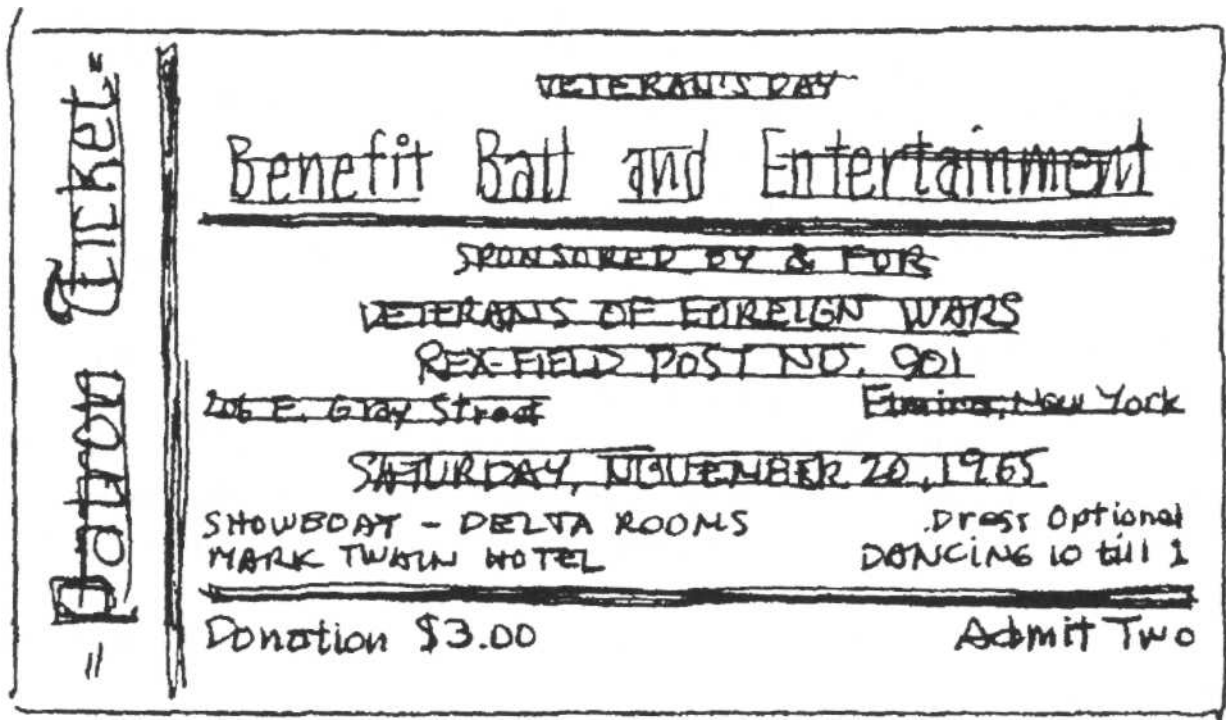 = Patron Ticket =
VETERAN'S DAY
Benefit Ball and Entertainment
SPONSORED BY & FOR
VETERANS OF FOREIGN WARS
REX-FIELD POST NO. 901
206 E. Gray Street Elmira, New York
SATURDAY, NOVEMBER 20, 1965
SHOWBOAT - DELTA ROOMS Dress Optional
MARK TWAIN HOTEL DANCING 10 till 1
Donation $3.00 Admit Two